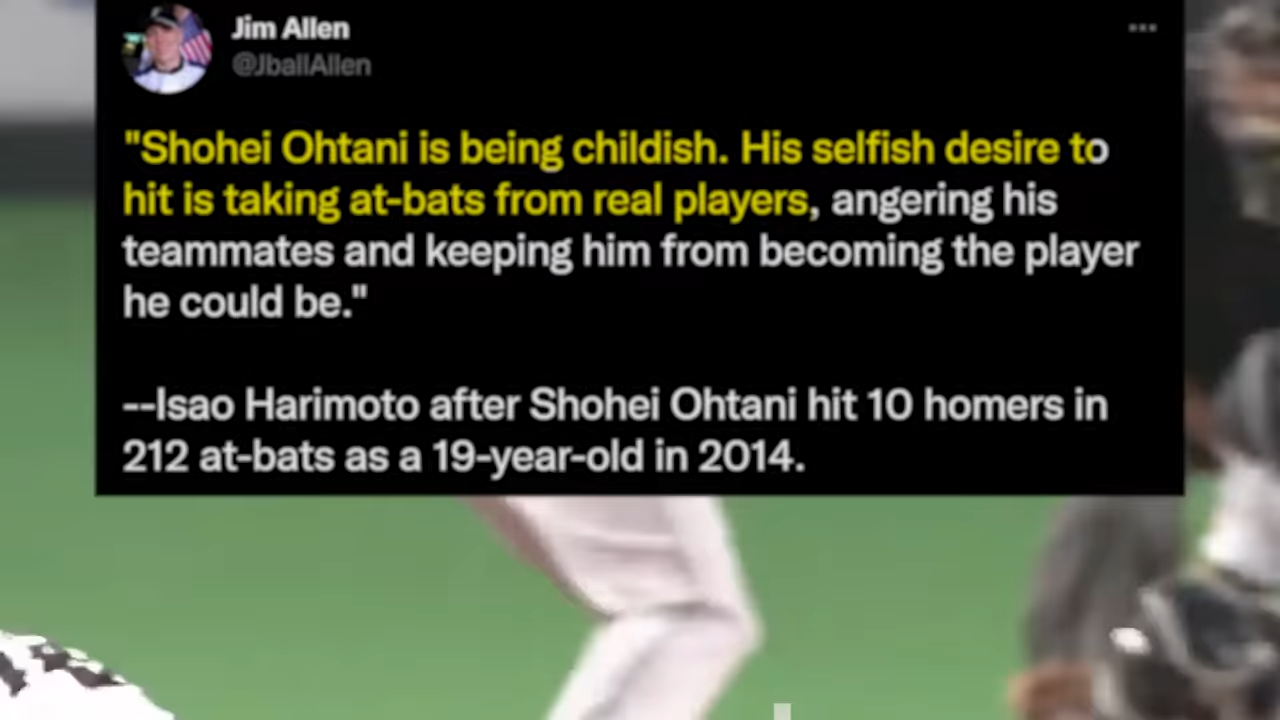 Jim Allen
@JballAllen
"Shohei Ohtani is being childish. His selfish desire to
hit is taking at-bats from real players, angering his
teammates and keeping him from becoming the player
he could be."
--Isao Harimoto after Shohei Ohtani hit 10 homers in
212 at-bats as a 19-year-old in 2014.